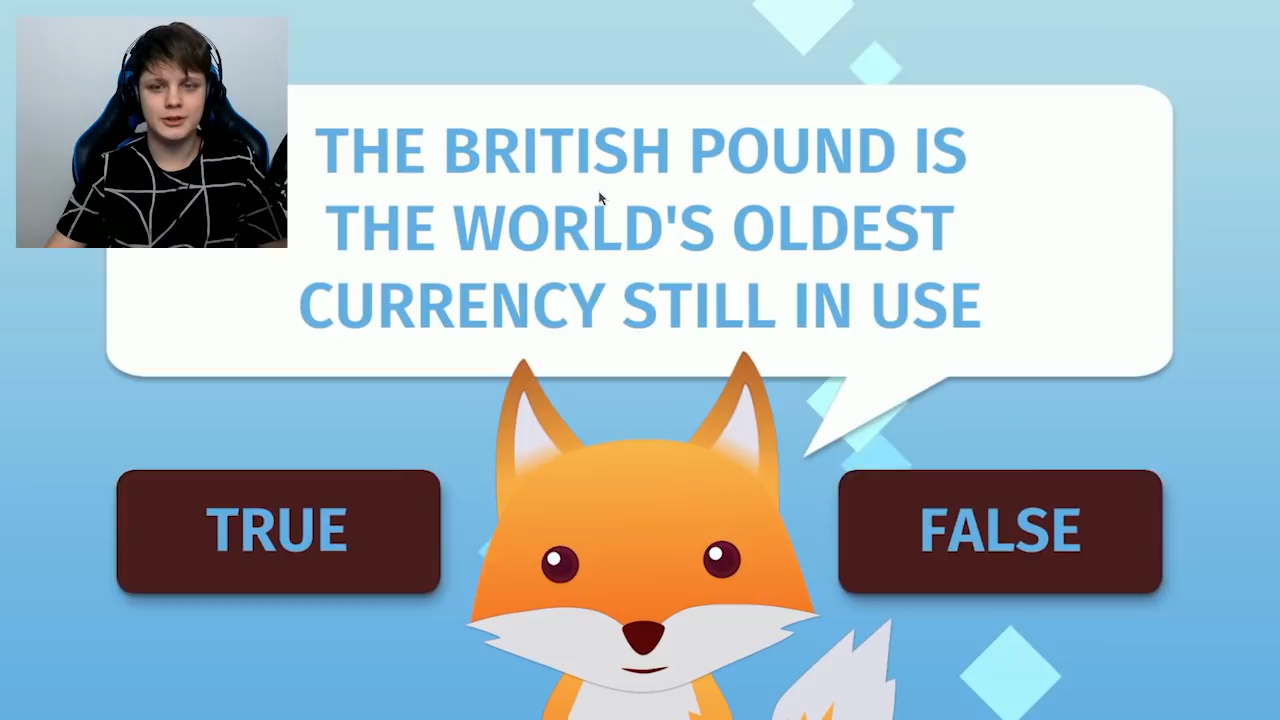 THE BRITISH POUND IS
THE WORLD'S OLDEST
CURRENCY STILL IN USE
TRUE
FALSE